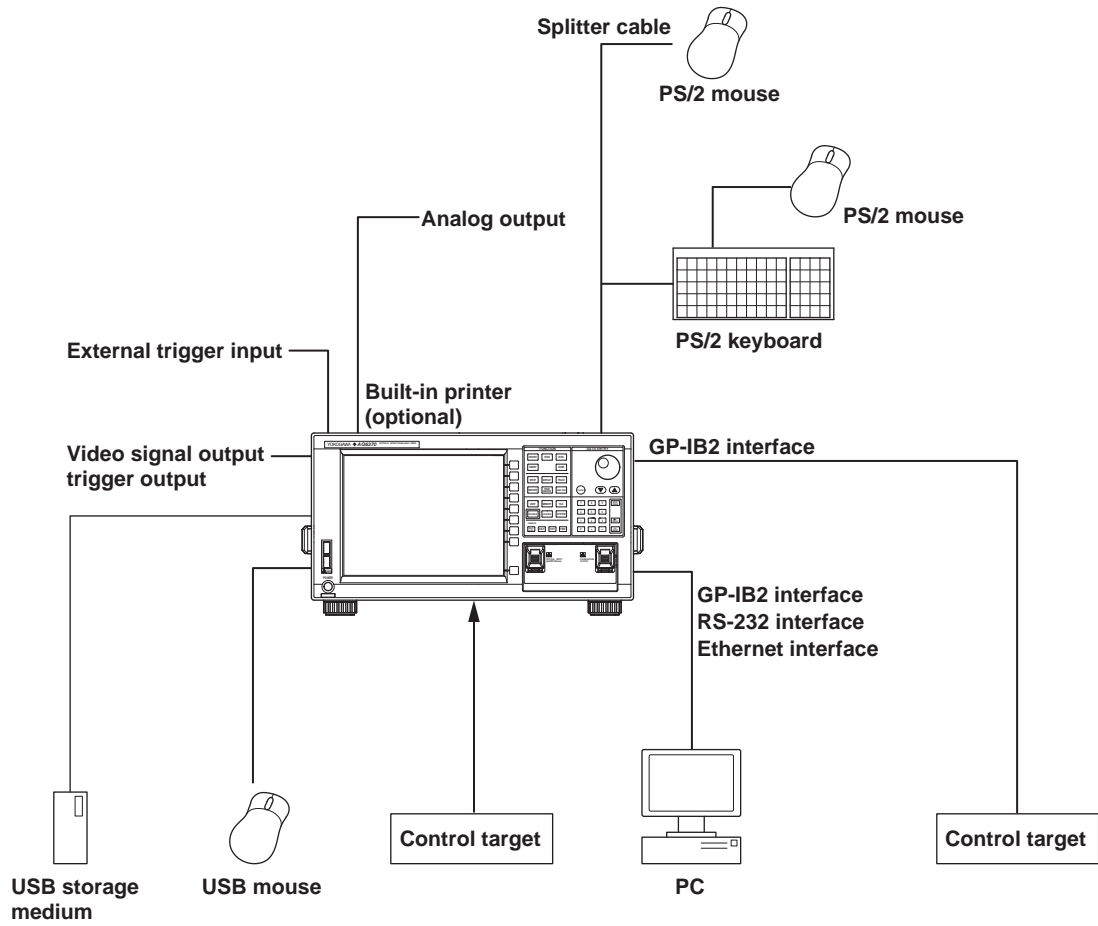 Splitter cable
PS/2 mouse
PS/2 mouse
Analog output
PS/2 keyboard
External trigger input
Built-in printer
(optional)
GP-IB2 interface
Video signal output
trigger output
YOKOGAWA ◆ AQ6370
GP-IB2 interface
RS-232 interface
Ethernet interface
Control target
Control target
USB storage
medium
USB mouse
PC